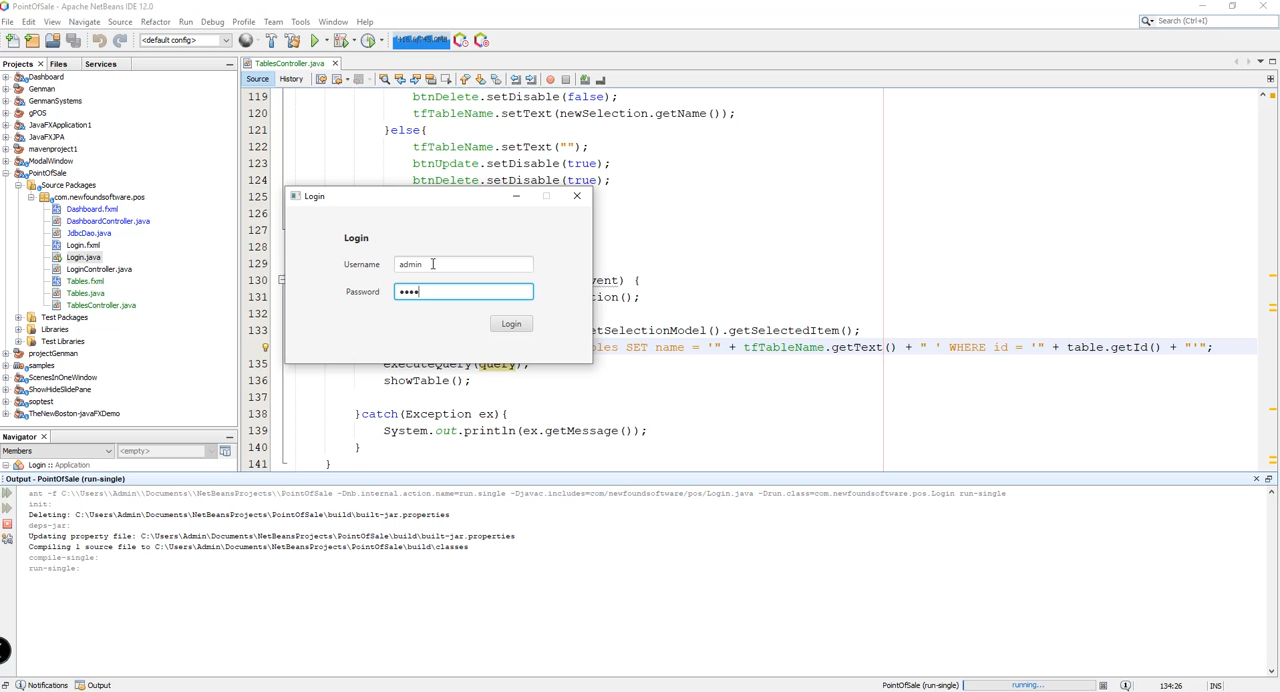 PointOfSale - Apache NetBeans IDE 12.0
File Edit View Navigate Source Refactor Run Debug Profile Team Tools Window Help
Search (Ctrl+I)
<default config>
Projects Files Services
TablesController.java
Source History
Dashboard
Genman
GenmanSystems
gPOS
JavaFXApplication1
JavaFXJPA
mavenproject1
ModalWindow
PointOfSale
Source Packages
com.newfoundsoftware.pos
Dashboard.fxml
DashboardController.java
JdbcDao.java
Login.fxml
Login.java
LoginController.java
Tables.fxml
Tables.java
TablesController.java
Test Packages
Libraries
Test Libraries
projectGenman
samples
ScenesInOneWindow
ShowHideSlidePane
soptest
TheNewBoston-javaFXDemo
Navigator
Members <empty>
Login :: Application
119 btnDelete.setDisable(false);
120 tfTableName.setText(newSelection.getName());
121 }else{
122 tfTableName.setText("");
123 btnUpdate.setDisable(true);
124 btnDelete.setDisable(true);
125
126
127
128
129
130 vent) {
131 tion();
132
133 etSelectionModel().getSelectedItem();
bles SET name = '" + tfTableName.getText() + " ' WHERE id = '" + table.getId() + "'";
135 executeQuery(query);
136 showTable();
137
138 }catch(Exception ex){
139 System.out.println(ex.getMessage());
140 }
141 }
Login
Login
Username admin
Password ••••
Login
Output - PointOfSale (run-single)
ant -f C:\\Users\\Admin\\Documents\\NetBeansProjects\\PointOfSale -Dnb.internal.action.name=run.single -Djavac.includes=com/newfoundsoftware/pos/Login.java -Drun.class=com.newfoundsoftware.pos.Login run-single
init:
Deleting: C:\Users\Admin\Documents\NetBeansProjects\PointOfSale\build\built-jar.properties
deps-jar:
Updating property file: C:\Users\Admin\Documents\NetBeansProjects\PointOfSale\build\built-jar.properties
Compiling 1 source file to C:\Users\Admin\Documents\NetBeansProjects\PointOfSale\build\classes
compile-single:
run-single:
Notifications Output
PointOfSale (run-single) running... 134:26 INS